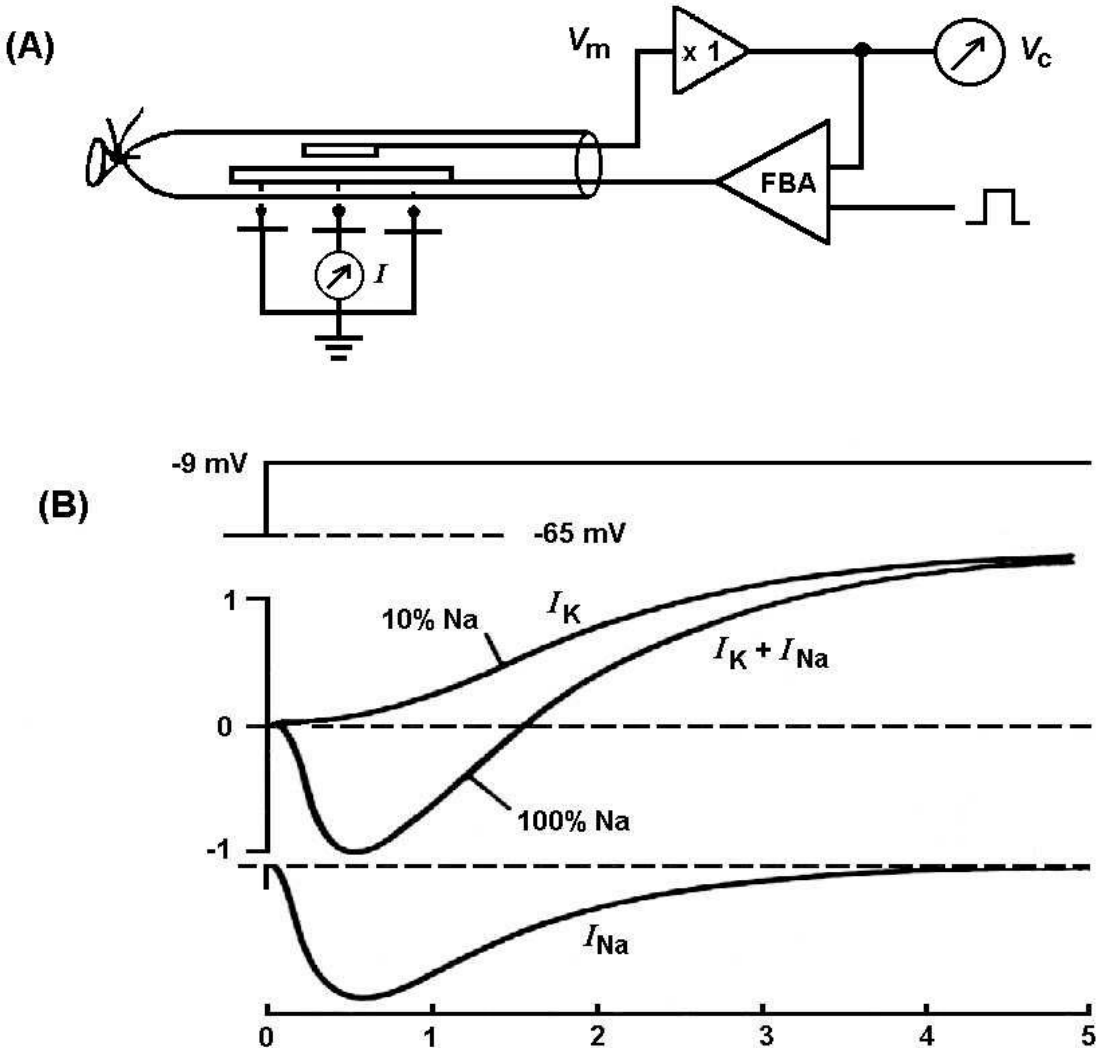 (A)
Vm
x 1
Vc
FBA
I
-9 mV
(B)
-65 mV
1
10% Na
IK
IK + INa
0
100% Na
-1
INa
0 1 2 3 4 5